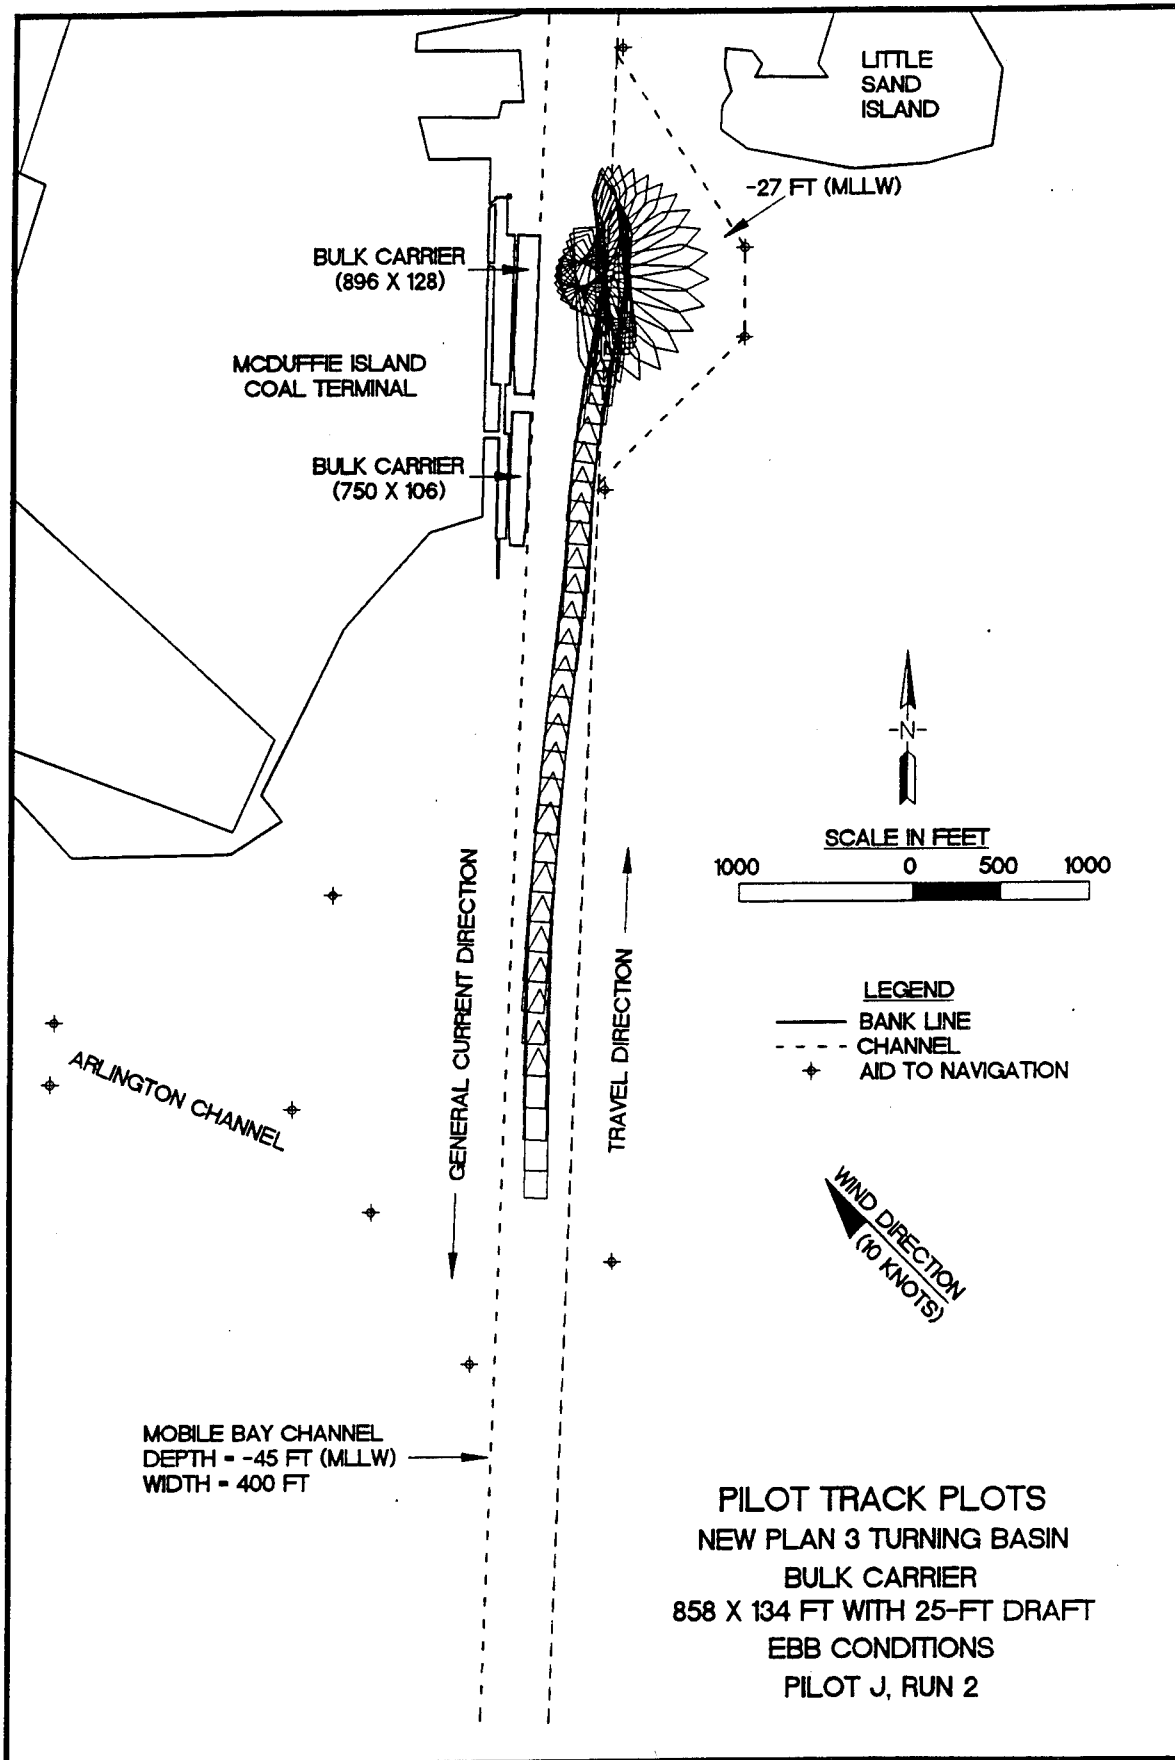 LITTLE
SAND
ISLAND
-27 FT (MLLW)
BULK CARRIER
(896 X 128)
MCDUFFIE ISLAND
COAL TERMINAL
BULK CARRIER
(750 X 106)
-N-
SCALE IN FEET
1000 0 500 1000
GENERAL CURRENT DIRECTION
TRAVEL DIRECTION
LEGEND
BANK LINE
CHANNEL
AID TO NAVIGATION
ARLINGTON CHANNEL
WIND DIRECTION
(10 KNOTS)
MOBILE BAY CHANNEL
DEPTH = -45 FT (MLLW)
WIDTH = 400 FT
PILOT TRACK PLOTS
NEW PLAN 3 TURNING BASIN
BULK CARRIER
858 X 134 FT WITH 25-FT DRAFT
EBB CONDITIONS
PILOT J, RUN 2